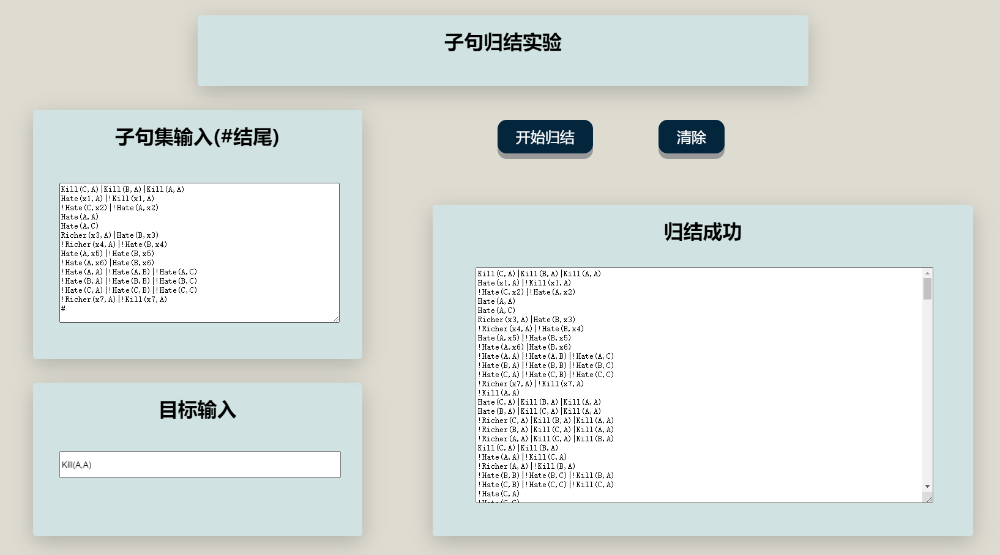 子句归结实验
子句集输入(#结尾)
Kill(C,A)|Kill(B,A)|Kill(A,A)
Hate(x1,A)|!Kill(x1,A)
!Hate(C,x2)|!Hate(A,x2)
Hate(A,A)
Hate(A,C)
Richer(x3,A)|Hate(B,x3)
!Richer(x4,A)|!Hate(B,x4)
Hate(A,x5)|!Hate(B,x5)
!Hate(A,x6)|Hate(B,x6)
!Hate(A,A)|!Hate(A,B)|!Hate(A,C)
!Hate(B,A)|!Hate(B,B)|!Hate(B,C)
!Hate(C,A)|!Hate(C,B)|!Hate(C,C)
!Richer(x7,A)|!Kill(x7,A)
#
目标输入
Kill(A,A)
开始归结
清除
归结成功
Kill(C,A)|Kill(B,A)|Kill(A,A)
Hate(x1,A)|!Kill(x1,A)
!Hate(C,x2)|!Hate(A,x2)
Hate(A,A)
Hate(A,C)
Richer(x3,A)|Hate(B,x3)
!Richer(x4,A)|!Hate(B,x4)
Hate(A,x5)|!Hate(B,x5)
!Hate(A,x6)|Hate(B,x6)
!Hate(A,A)|!Hate(A,B)|!Hate(A,C)
!Hate(B,A)|!Hate(B,B)|!Hate(B,C)
!Hate(C,A)|!Hate(C,B)|!Hate(C,C)
!Richer(x7,A)|!Kill(x7,A)
!Kill(A,A)
Hate(C,A)|Kill(B,A)|Kill(A,A)
Hate(B,A)|Kill(C,A)|Kill(A,A)
!Richer(C,A)|Kill(B,A)|Kill(A,A)
!Richer(B,A)|Kill(C,A)|Kill(A,A)
!Richer(A,A)|Kill(C,A)|Kill(B,A)
Kill(C,A)|Kill(B,A)
!Hate(A,A)|!Kill(C,A)
!Richer(A,A)|!Kill(B,A)
!Hate(B,B)|!Hate(B,C)|!Kill(B,A)
!Hate(C,B)|!Hate(C,C)|!Kill(C,A)
!Hate(C,A)